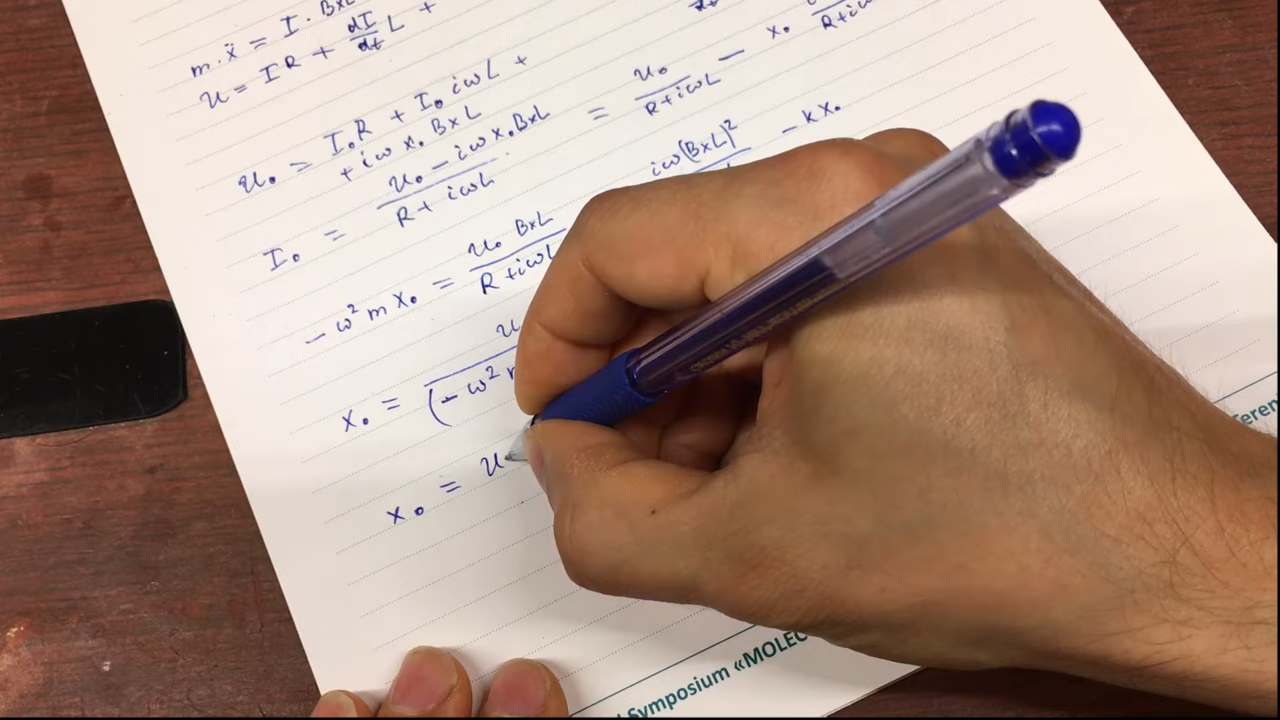 m.ẍ = I . BxL
U = IR + dI/dt L +
u₀ = I₀R + I₀ iωL +
+ iω x₀ BxL
I₀ = (u₀ - iω x₀ BxL)/(R + iωL) = u₀/(R+iωL) - x₀
- ω² m x₀ = (u₀ BxL)/(R + iωL iω(BxL)² - kx₀
x₀ = u (-ω²
x₀ = u
Symposium «MOLEC